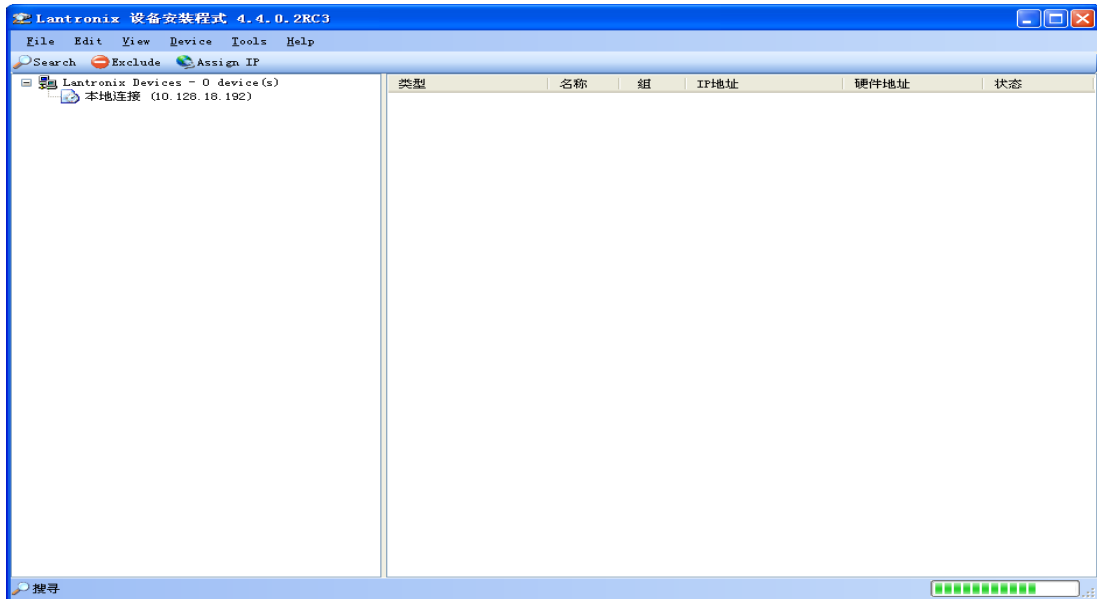 Lantronix 设备安装程式 4.4.0.2RC3
File Edit View Device Tools Help
Search Exclude Assign IP
Lantronix Devices - 0 device(s)
本地连接 (10.128.18.192)
类型 名称 组 IP地址 硬件地址 状态
搜寻